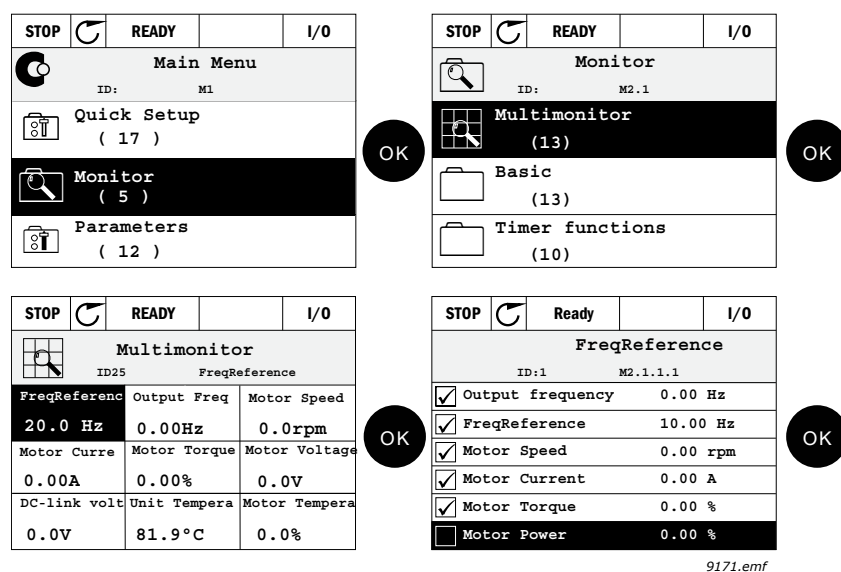 STOP READY I/O
Main Menu
ID: M1
Quick Setup
( 17 )
Monitor
( 5 )
Parameters
( 12 )
OK
STOP READY I/O
Monitor
ID: M2.1
Multimonitor
(13)
Basic
(13)
Timer functions
(10)
OK
STOP READY I/O
Multimonitor
ID25 FreqReference
FreqReferenc Output Freq Motor Speed
20.0 Hz 0.00Hz 0.0rpm
Motor Curre Motor Torque Motor Voltage
0.00A 0.00% 0.0V
DC-link volt Unit Tempera Motor Tempera
0.0V 81.9°C 0.0%
OK
STOP Ready I/O
FreqReference
ID:1 M2.1.1.1
Output frequency 0.00 Hz
FreqReference 10.00 Hz
Motor Speed 0.00 rpm
Motor Current 0.00 A
Motor Torque 0.00 %
Motor Power 0.00 %
OK
9171.emf